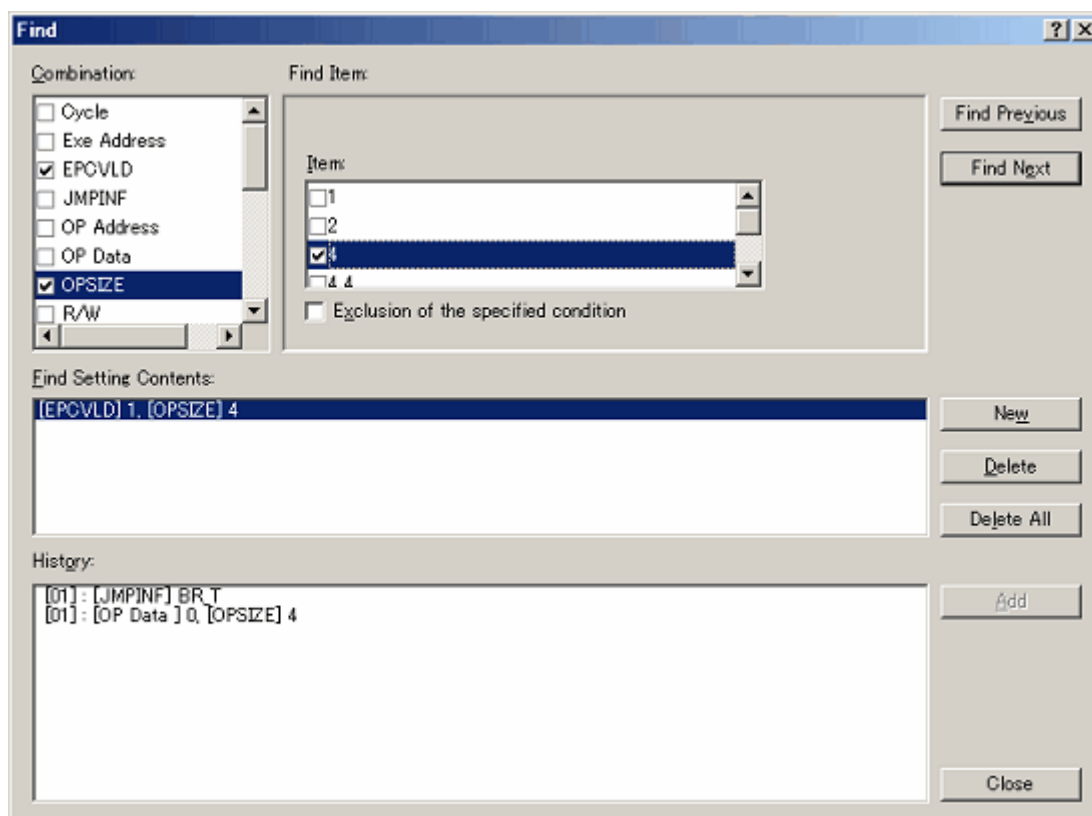 Find
Combination:
Find Item:
Cycle
Exe Address
EPCVLD
JMPINF
OP Address
OP Data
OPSIZE
R/W
Item:
1
2
4
4 4
Exclusion of the specified condition
Find Previous
Find Next
Find Setting Contents:
[EPCVLD] 1, [OPSIZE] 4
New
Delete
Delete All
History:
[01] : [JMPINF] BR_T
[01] : [OP Data ] 0, [OPSIZE] 4
Add
Close